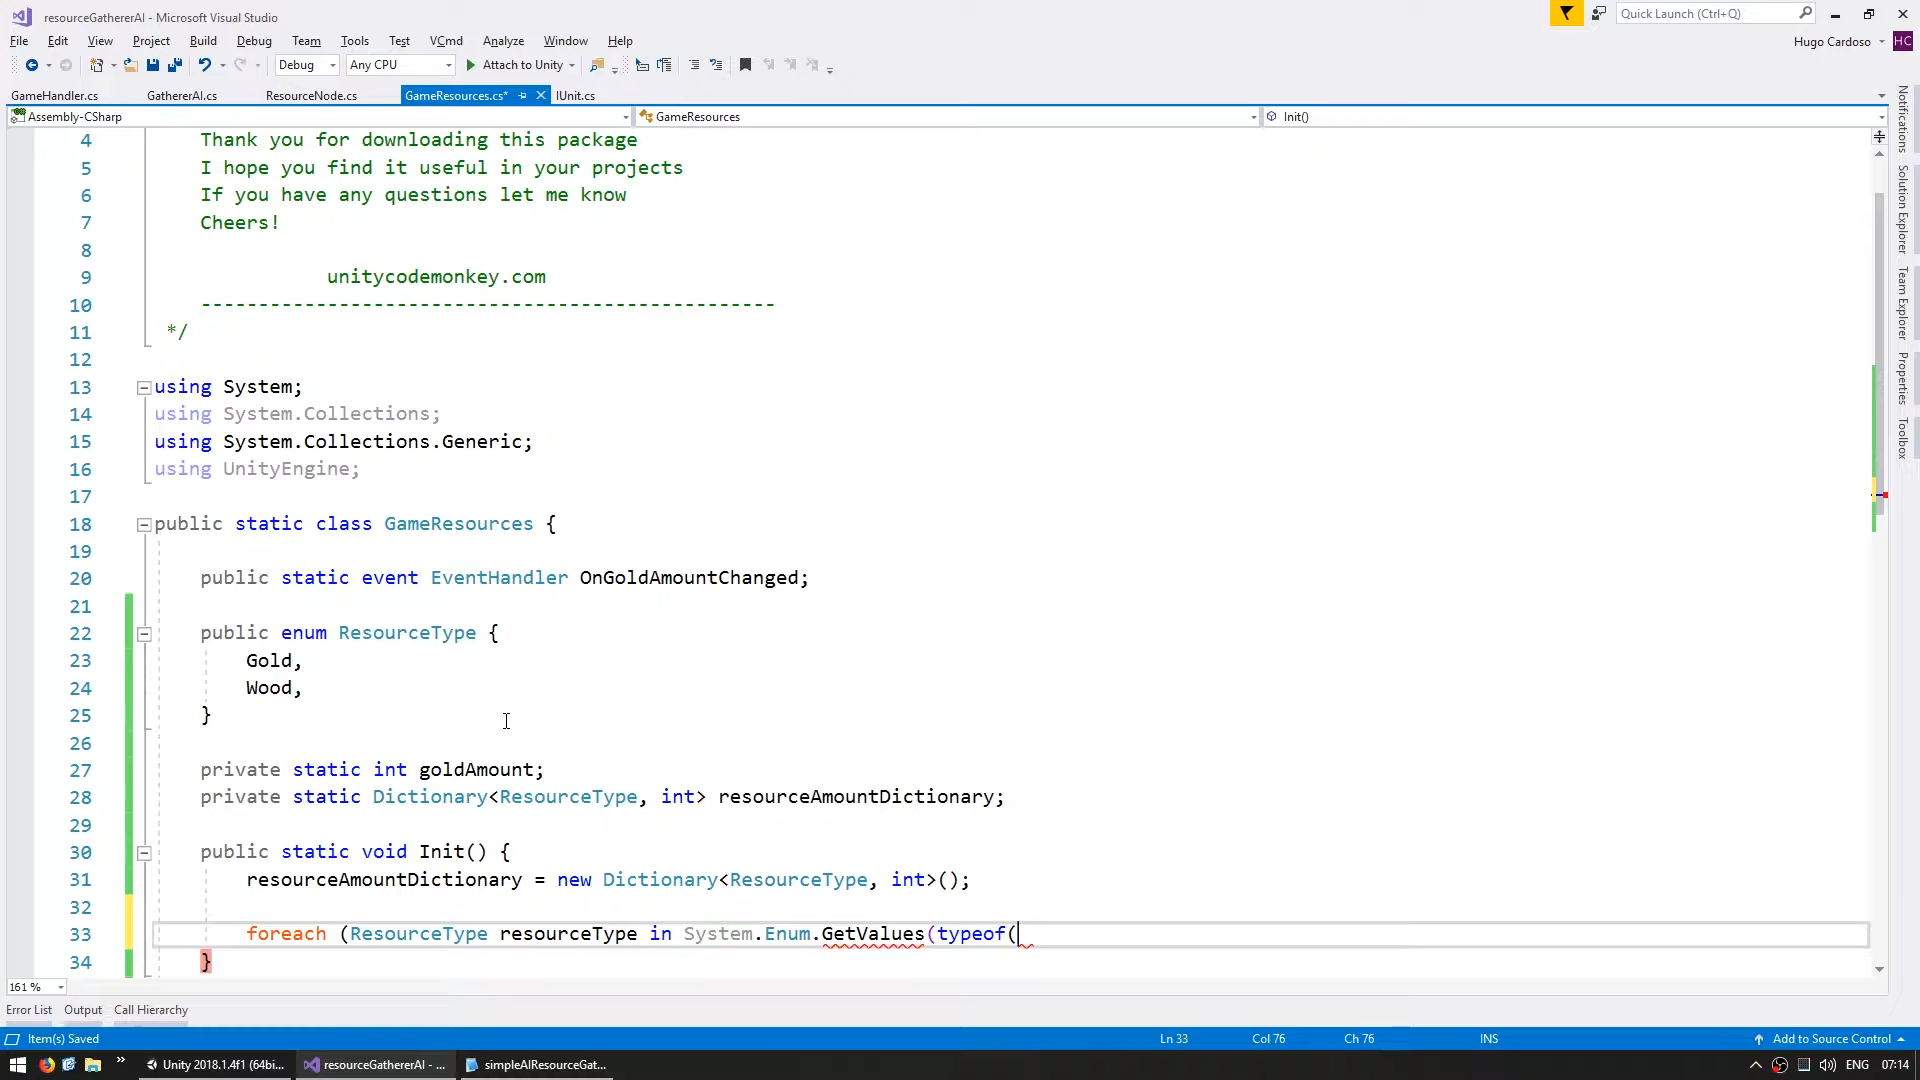 resourceGathererAI - Microsoft Visual Studio
Quick Launch (Ctrl+Q)
File Edit View Project Build Debug Team Tools Test VCmd Analyze Window Help
Hugo Cardoso HC
Debug Any CPU Attach to Unity
GameHandler.cs GathererAI.cs ResourceNode.cs GameResources.cs* IUnit.cs
Assembly-CSharp GameResources Init()
4 Thank you for downloading this package
5 I hope you find it useful in your projects
6 If you have any questions let me know
7 Cheers!
8
9 unitycodemonkey.com
10 --------------------------------------------------
11 */
12
13 using System;
14 using System.Collections;
15 using System.Collections.Generic;
16 using UnityEngine;
17
18 public static class GameResources {
19
20 public static event EventHandler OnGoldAmountChanged;
21
22 public enum ResourceType {
23 Gold,
24 Wood,
25 }
26
27 private static int goldAmount;
28 private static Dictionary<ResourceType, int> resourceAmountDictionary;
29
30 public static void Init() {
31 resourceAmountDictionary = new Dictionary<ResourceType, int>();
32
33 foreach (ResourceType resourceType in System.Enum.GetValues(typeof(
34 }
Notifications
Solution Explorer
Team Explorer
Properties
Toolbox
161 %
Error List Output Call Hierarchy
Item(s) Saved Ln 33 Col 76 Ch 76 INS Add to Source Control
Unity 2018.1.4f1 (64bi... resourceGathererAI - ... simpleAIResourceGat... ENG 07:14